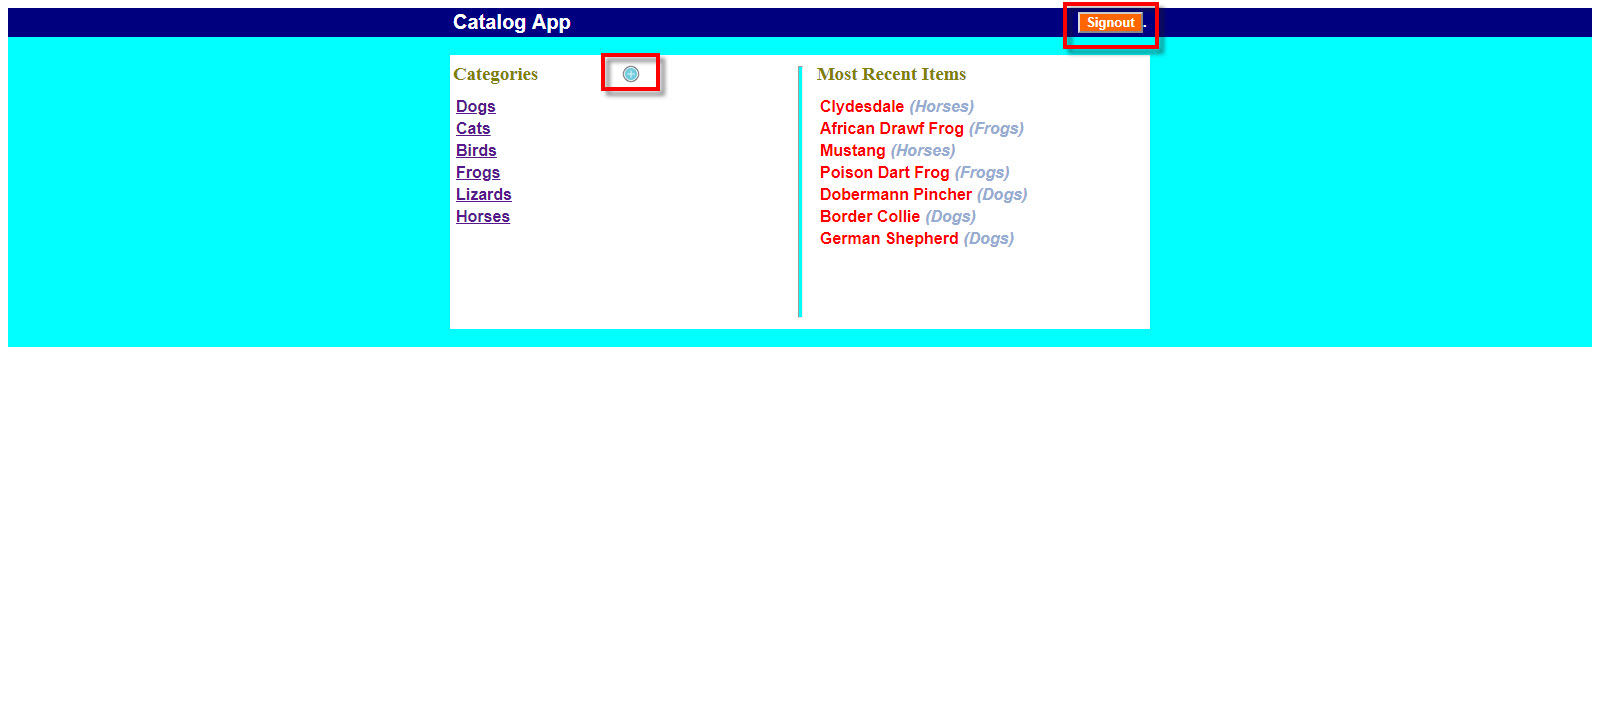 Catalog App
Signout .
Categories
Dogs
Cats
Birds
Frogs
Lizards
Horses
Most Recent Items
Clydesdale (Horses)
African Drawf Frog (Frogs)
Mustang (Horses)
Poison Dart Frog (Frogs)
Dobermann Pincher (Dogs)
Border Collie (Dogs)
German Shepherd (Dogs)